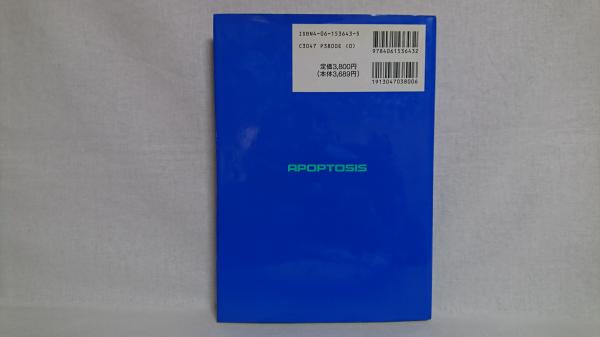 ISBN4-06-153643-5
C3047 P3800E (0)
定価3,800円
(本体3,689円)
9784061536432
1913047038006
APOPTOSIS